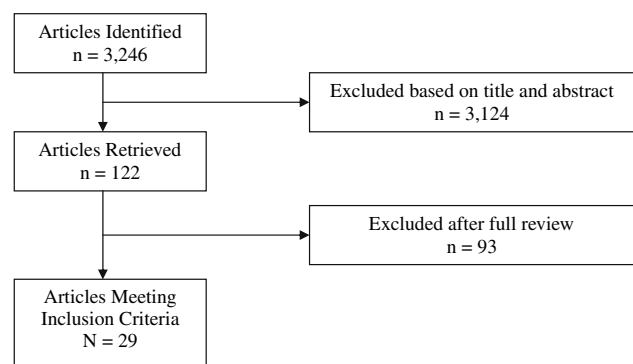 Articles Identified
n = 3,246
Excluded based on title and abstract
n = 3,124
Articles Retrieved
n = 122
Excluded after full review
n = 93
Articles Meeting
Inclusion Criteria
N = 29